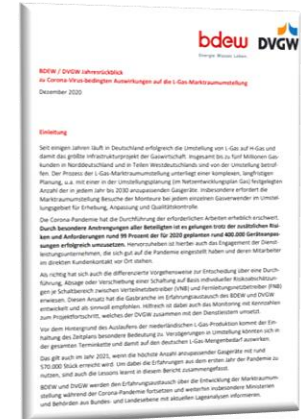 bdew DVGW
Energie. Wasser. Leben.
BDEW / DVGW Jahresrückblick
zu Corona-Virus-bedingten Auswirkungen auf die L-Gas-Marktraumumstellung
Dezember 2020
Einleitung
Seit einigen Jahren läuft in Deutschland erfolgreich die Umstellung von L-Gas auf H-Gas und
damit das größte Infrastrukturprojekt der Gaswirtschaft. Insgesamt bis zu fünf Millionen Gas-
kunden in Norddeutschland und in Teilen Westdeutschlands sind von der Umstellung betrof-
fen. Der Prozess der L-Gas-Marktraumumstellung unterliegt einer komplexen, langfristigen
Planung, u.a. mit einer in der Umstellungsplanung (im Netzentwicklungsplan Gas) festgelegten
Anzahl der in jedem Jahr bis 2030 anzupassenden Gasgeräte. Insbesondere erfordert die
Marktraumumstellung Besuche der Monteure bei jedem einzelnen Gasverwender im Umstel-
lungsgebiet für Erhebung, Anpassung und Qualitätskontrolle.
Die Corona-Pandemie hat die Durchführung der erforderlichen Arbeiten erheblich erschwert.
Durch besondere Anstrengungen aller Beteiligten ist es gelungen trotz der zusätzlichen Risi-
ken und Anforderungen rund 99 Prozent der für 2020 geplanten rund 400.000 Geräteanpas-
sungen erfolgreich umzusetzen. Hervorzuheben ist hierbei auch das Engagement der Dienst-
leistungsunternehmen, die sich gut auf die Pandemie eingestellt haben und deren Mitarbeiter
im direkten Kundenkontakt vor Ort stehen.
Als richtig hat sich auch die differenzierte Vorgehensweise zur Entscheidung über eine Durch-
führung, Absage oder Verschiebung einer Schaltung auf Basis individueller Risikoabschätzun-
gen je Schaltbereich zwischen Verteilnetzbetreiber (VNB) und Fernleitungsnetzbetreiber (FNB)
erwiesen. Diesen Ansatz hat die Gasbranche im Erfahrungsaustausch des BDEW und DVGW
entwickelt und als sinnvoll empfohlen. Hilfreich ist dabei auch das Monitoring mit Kennzahlen
zum Projektfortschritt, welches der DVGW zusammen mit den Dienstleistern umsetzt.
Vor dem Hintergrund des Auslaufens der niederländischen L-Gas-Produktion kommt der Ein-
haltung des Zeitplans besondere Bedeutung zu. Verzögerungen in Umstellung könnten sich in
der gesamten Terminkette und damit auf den deutschen L-Gas-Mengenbedarf auswirken.
Das gilt auch im Jahr 2021, wenn die höchste Anzahl anzupassender Gasgeräte mit rund
570.000 Stück erreicht wird. Um dabei die Erfahrungen aus dem ersten Jahr der Pandemie zu
nutzen, sind auch die Lessons learnt in diesem Bericht zusammengefasst.
BDEW und DVGW werden den Erfahrungsaustausch über die Entwicklung der Marktraumum-
stellung während der Corona-Pandemie fortsetzen und weiterhin insbesondere Ministerien
und Behörden aus Bundes- und Landesebene mit aktuellen Lageanalysen informieren.